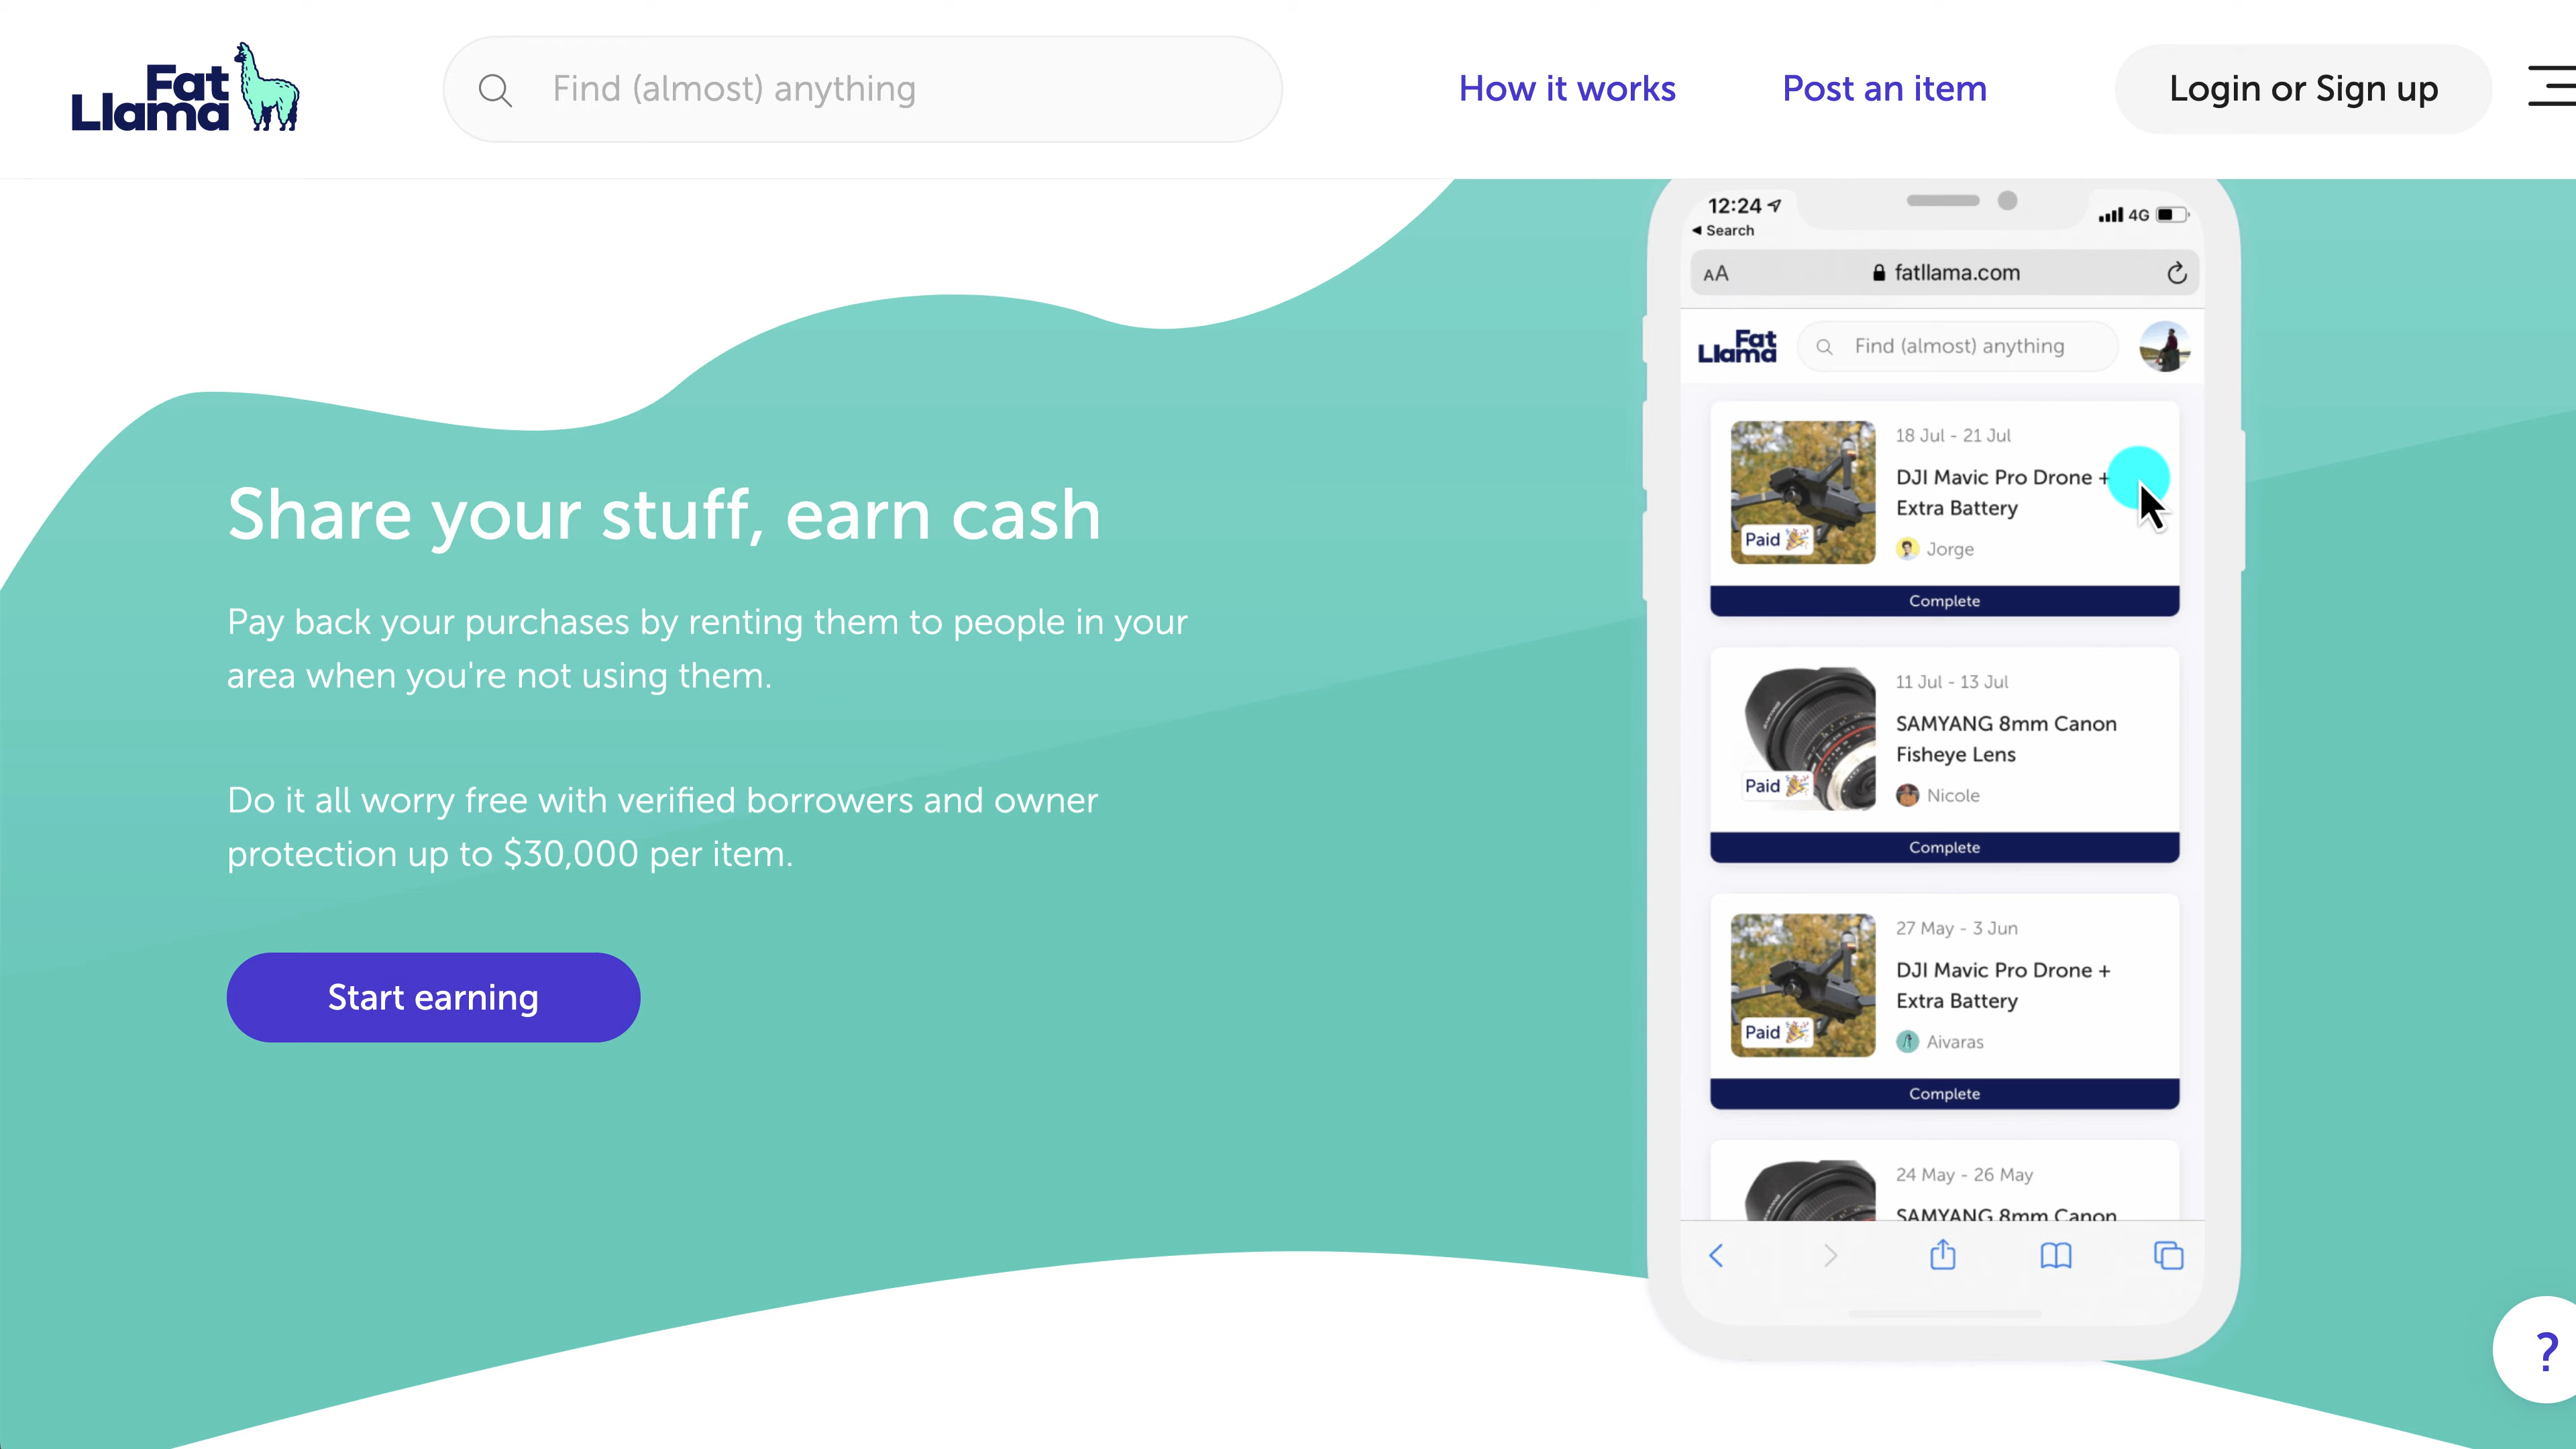 Fat
Llama
Find (almost) anything
How it works
Post an item
Login or Sign up
Share your stuff, earn cash
Pay back your purchases by renting them to people in your
area when you're not using them.
Do it all worry free with verified borrowers and owner
protection up to $30,000 per item.
Start earning
12:24
4G
Search
AA
fatllama.com
Fat
Llama
Find (almost) anything
18 Jul - 21 Jul
DJI Mavic Pro Drone +
Extra Battery
Paid
Jorge
Complete
11 Jul - 13 Jul
SAMYANG 8mm Canon
Fisheye Lens
Paid
Nicole
Complete
27 May - 3 Jun
DJI Mavic Pro Drone +
Extra Battery
Paid
Aivaras
Complete
24 May - 26 May
SAMYANG 8mm Canon
?